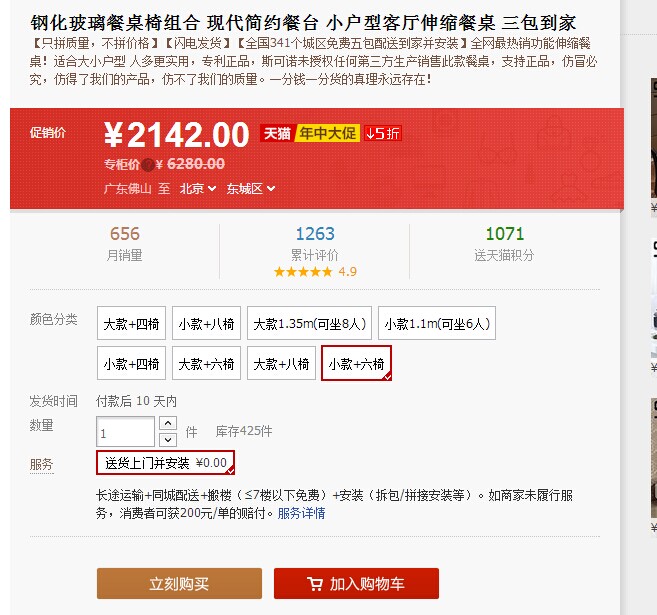 钢化玻璃餐桌椅组合 现代简约餐台 小户型客厅伸缩餐桌 三包到家
【只拼质量，不拼价格】【闪电发货】【全国341个城区免费五包配送到家并安装】全网最热销功能伸缩餐
桌！适合大小户型 人多更实用，专利正品，斯可诺未授权任何第三方生产销售此款餐桌，支持正品，仿冒必
究，仿得了我们的产品，仿不了我们的质量。一分钱一分货的真理永远存在！
促销价 ¥2142.00 天猫 年中大促 ↓5折
专柜价 ? ¥ 6280.00
广东佛山 至 北京 东城区
656 1263 1071
月销量 累计评价 送天猫积分
4.9
颜色分类 大款+四椅 小款+八椅 大款1.35m(可坐8人) 小款1.1m(可坐6人)
小款+四椅 大款+六椅 大款+八椅 小款+六椅
发货时间 付款后 10 天内
数量 1 件 库存425件
服务 送货上门并安装 ¥0.00
长途运输+同城配送+搬楼（≤7楼以下免费）+安装（拆包/拼接安装等）。如商家未履行服
务，消费者可获200元/单的赔付。服务详情
立刻购买 加入购物车